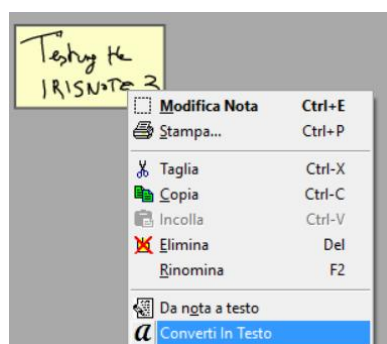 Testing the
IRISNOTE 3
Modifica Nota Ctrl+E
Stampa... Ctrl+P
Taglia Ctrl-X
Copia Ctrl-C
Incolla Ctrl-V
Elimina Del
Rinomina F2
Da nota a testo
a Converti In Testo